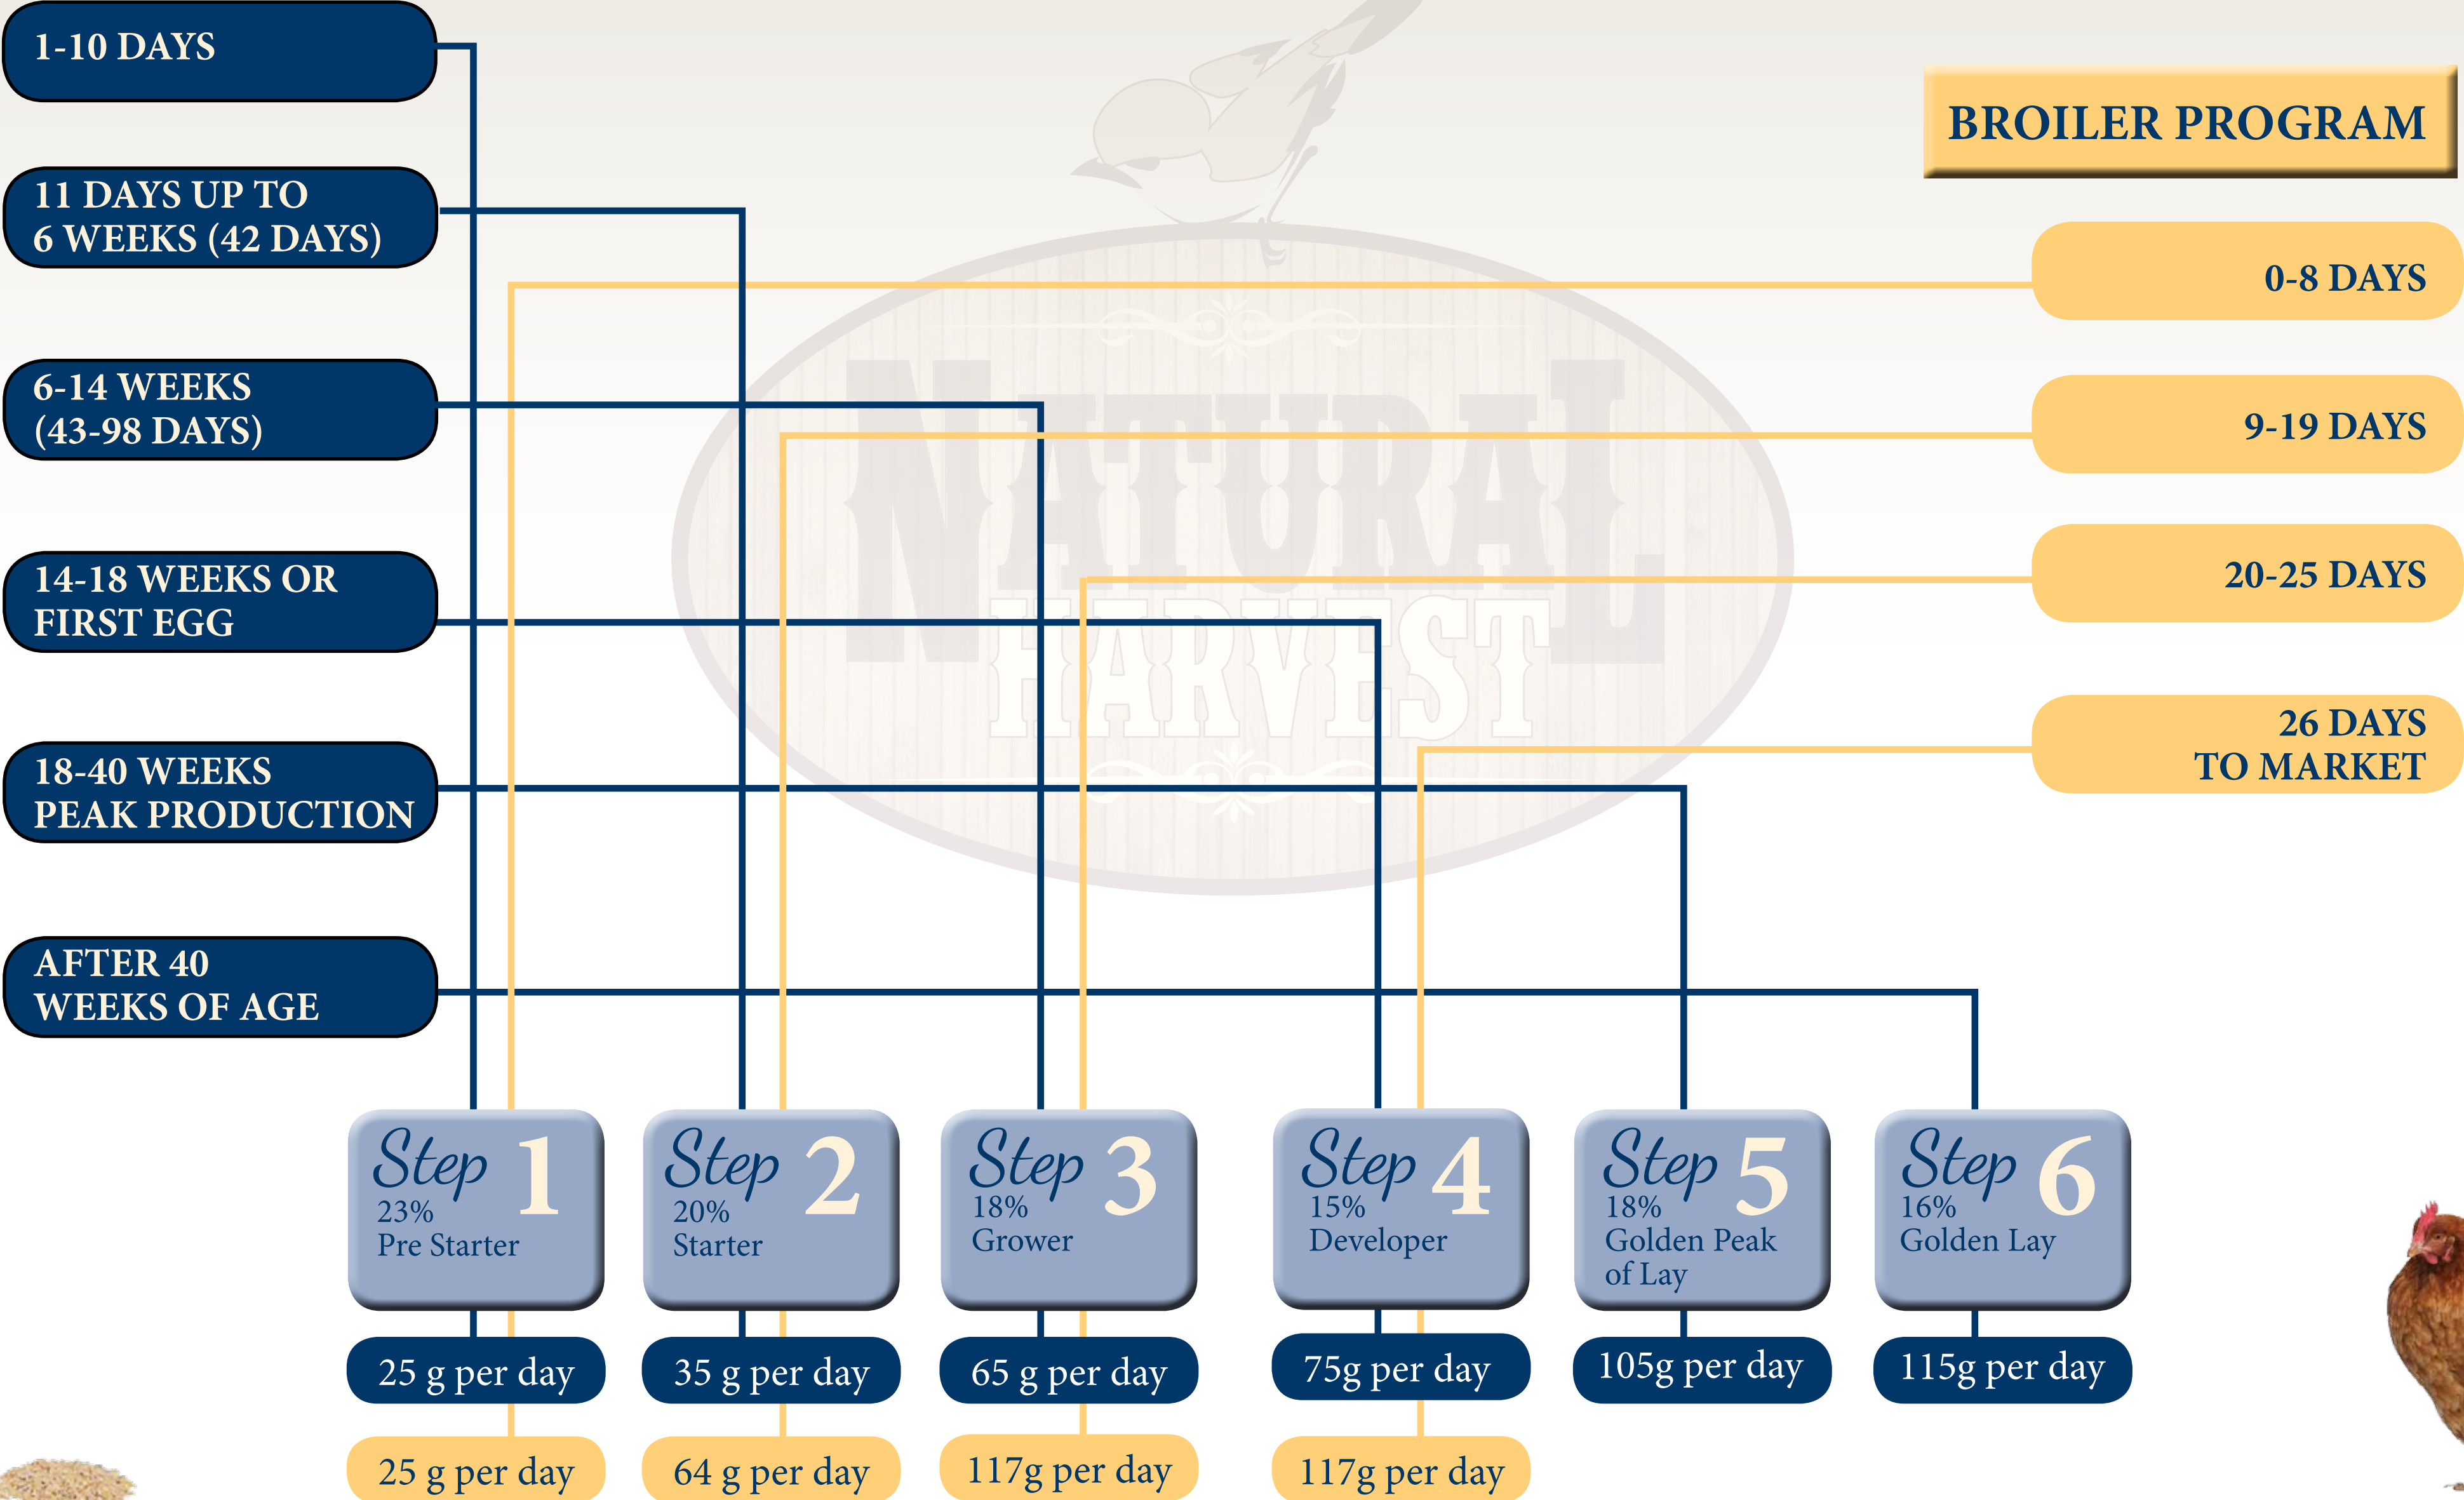 1-10 DAYS
11 DAYS UP TO
6 WEEKS (42 DAYS)
6-14 WEEKS
(43-98 DAYS)
14-18 WEEKS OR
FIRST EGG
18-40 WEEKS
PEAK PRODUCTION
AFTER 40
WEEKS OF AGE
NATURAL
HARVEST
BROILER PROGRAM
0-8 DAYS
9-19 DAYS
20-25 DAYS
26 DAYS
TO MARKET
Step 1
23%
Pre Starter
Step 2
20%
Starter
Step 3
18%
Grower
Step 4
15%
Developer
Step 5
18%
Golden Peak
of Lay
Step 6
16%
Golden Lay
25 g per day
35 g per day
65 g per day
75g per day
105g per day
115g per day
25 g per day
64 g per day
117g per day
117g per day